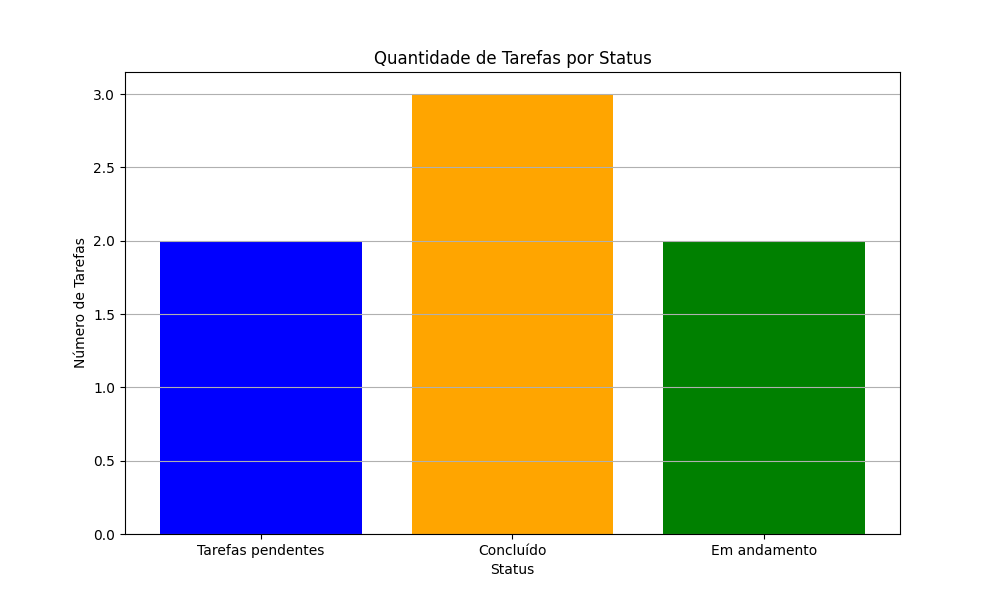 Quantidade de Tarefas por Status
Número de Tarefas
3.0
2.5
2.0
1.5
1.0
0.5
0.0
Tarefas pendentes
Concluído
Em andamento
Status